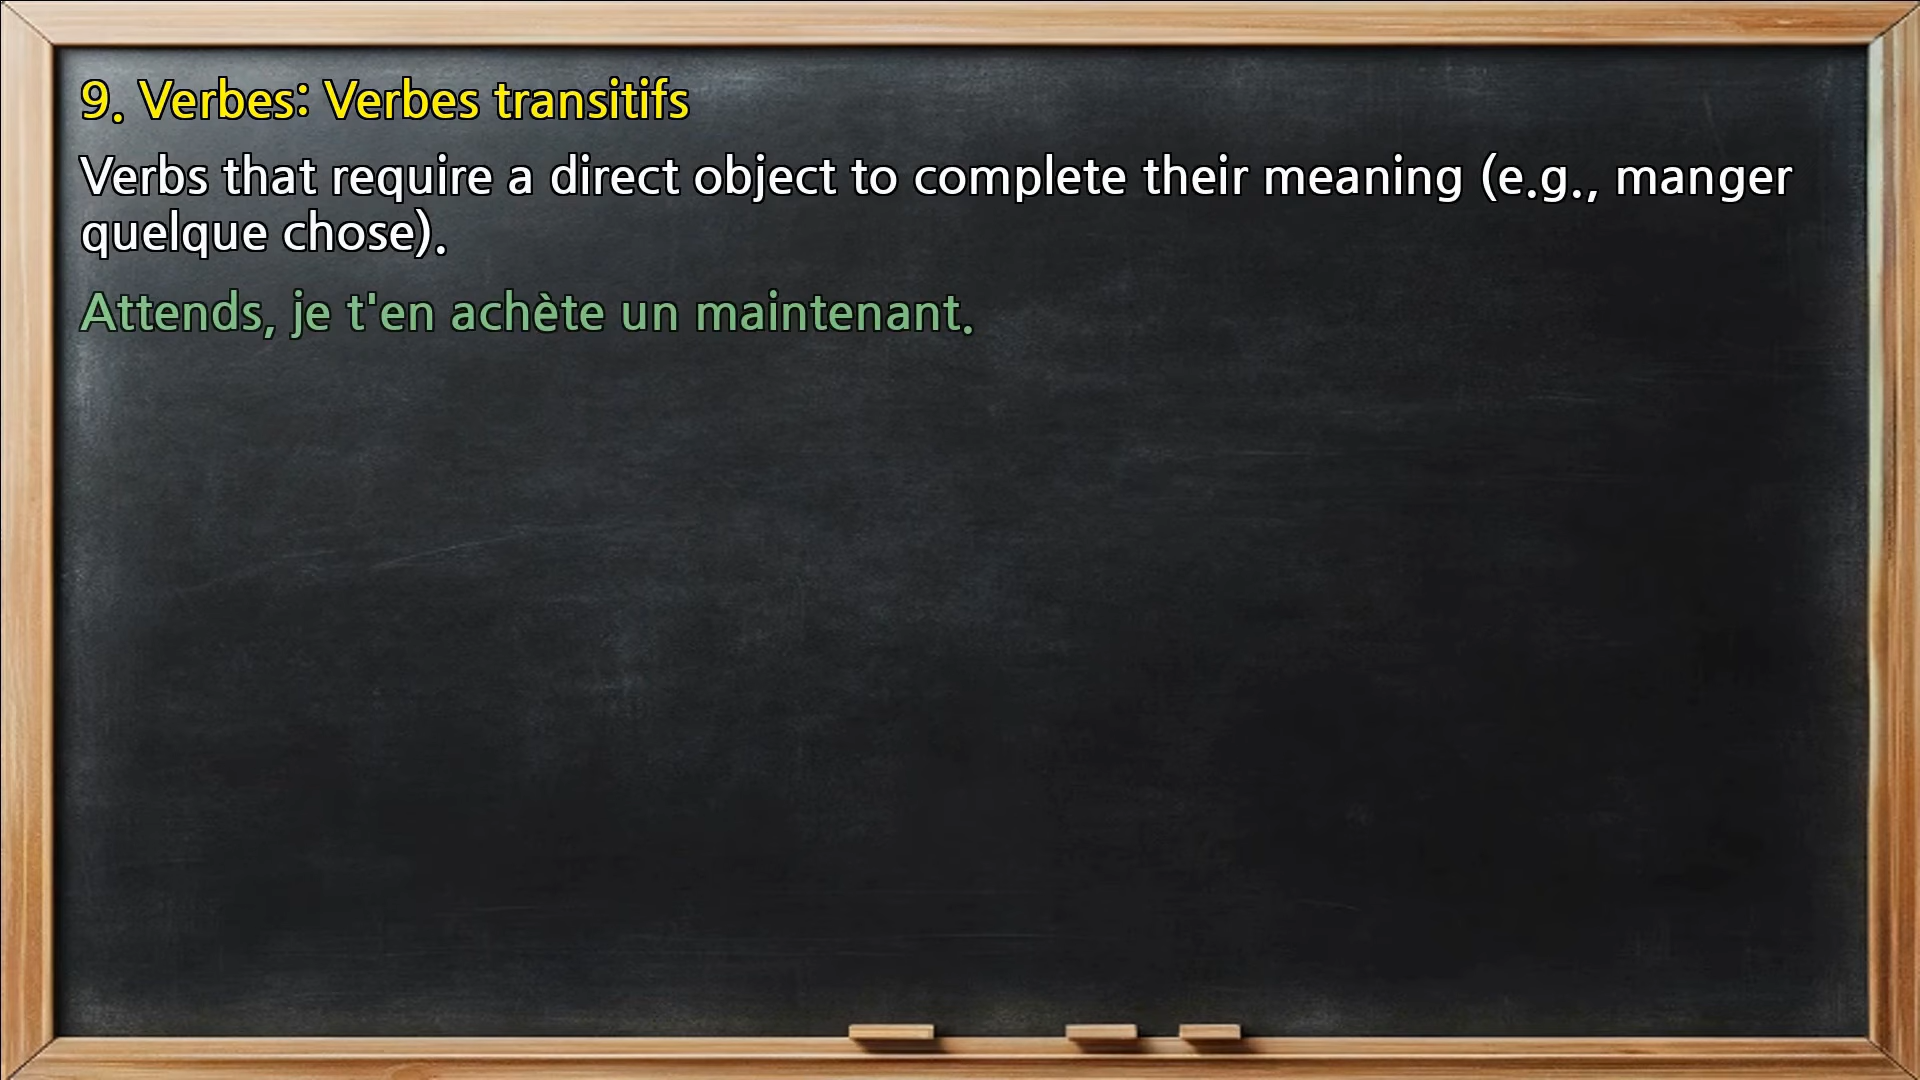 9. Verbes: Verbes transitifs
Verbs that require a direct object to complete their meaning (e.g., manger
quelque chose).
Attends, je t'en achète un maintenant.